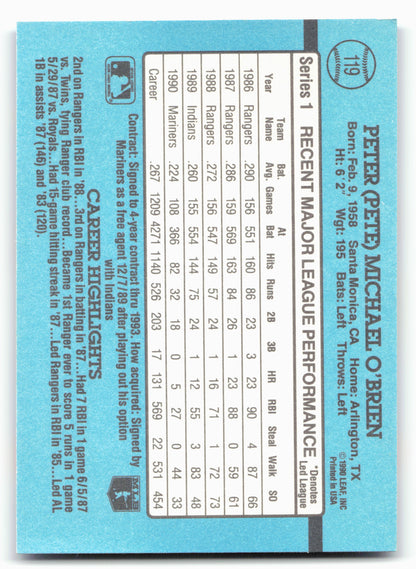 119
PETER (PETE) MICHAEL O'BRIEN
Born: Feb. 9, 1958 Santa Monica, CA Home: Arlington, TX
Ht: 6' 2" Wgt: 195 Bats: Left Throws: Left
© 1990 LEAF, INC.
Printed in USA
Series 1 RECENT MAJOR LEAGUE PERFORMANCE *Denotes Led League
Year Team Name Bat. Avg. Games At Bat Hits Runs 2B 3B HR RBI Steal Walk SO
1986 Rangers .290 156 551 160 86 23 3 23 90 4 87 66
1987 Rangers .286 159 569 163 84 26 1 23 88 0 59 61
1988 Rangers .272 156 547 149 57 24 1 16 71 1 72 73
1989 Indians .260 155 554 144 75 24 1 12 55 3 83 48
1990 Mariners .224 108 366 82 32 18 0 5 27 0 44 33
Career .267 1209 4271 1140 526 203 17 131 569 22 531 454
Contract: Signed to 4-year contract thru 1993. How acquired: Signed by
Mariners as a free agent 12/7/89 after playing out his option
with Indians
CAREER HIGHLIGHTS
2nd on Rangers in RBI in '88...3rd on Rangers in batting in '87...Had 7 RBI in 1 game 6/5/87
vs. Twins, tying Ranger club record...Became 1st Ranger ever to score 5 runs in 1 game
5/29/87 vs. Royals...Had 15-game hitting streak in '87...Led Rangers in RBI in '85...Led AL
1B in assists '87 (146) and '83 (120).